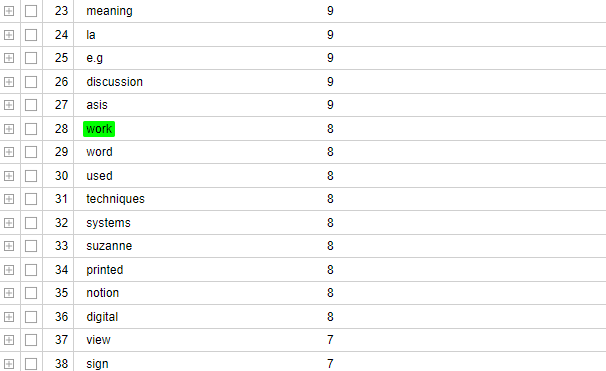 23 meaning 9
24 la 9
25 e.g 9
26 discussion 9
27 asis 9
28 work 8
29 word 8
30 used 8
31 techniques 8
32 systems 8
33 suzanne 8
34 printed 8
35 notion 8
36 digital 8
37 view 7
38 sign 7